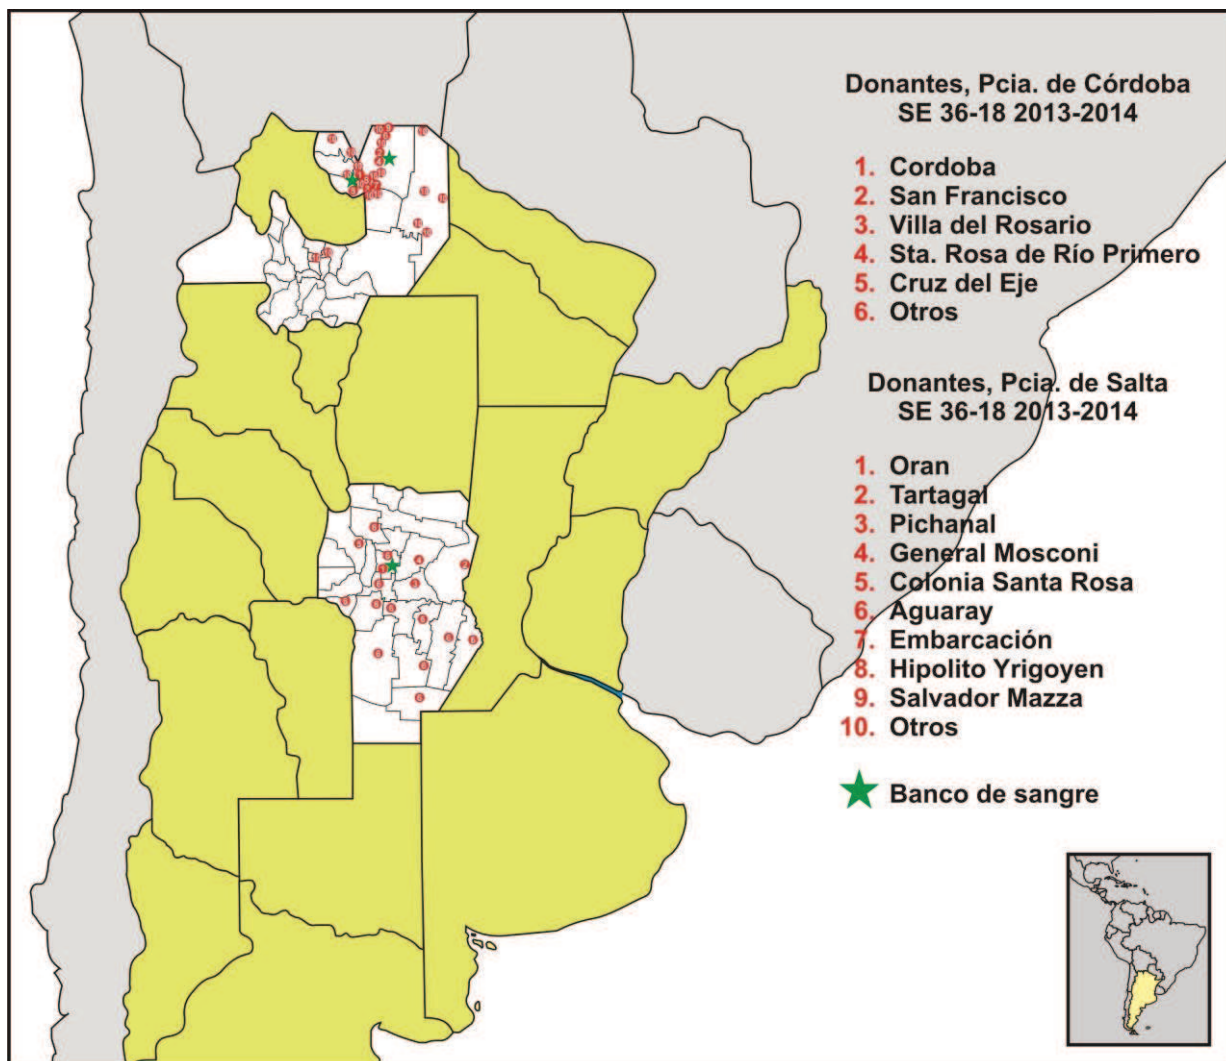 Donantes, Pcia. de Córdoba
SE 36-18 2013-2014
1. Cordoba
2. San Francisco
3. Villa del Rosario
4. Sta. Rosa de Río Primero
5. Cruz del Eje
6. Otros
Donantes, Pcia. de Salta
SE 36-18 2013-2014
1. Oran
2. Tartagal
3. Pichanal
4. General Mosconi
5. Colonia Santa Rosa
6. Aguaray
7. Embarcación
8. Hipolito Yrigoyen
9. Salvador Mazza
10. Otros
Banco de sangre